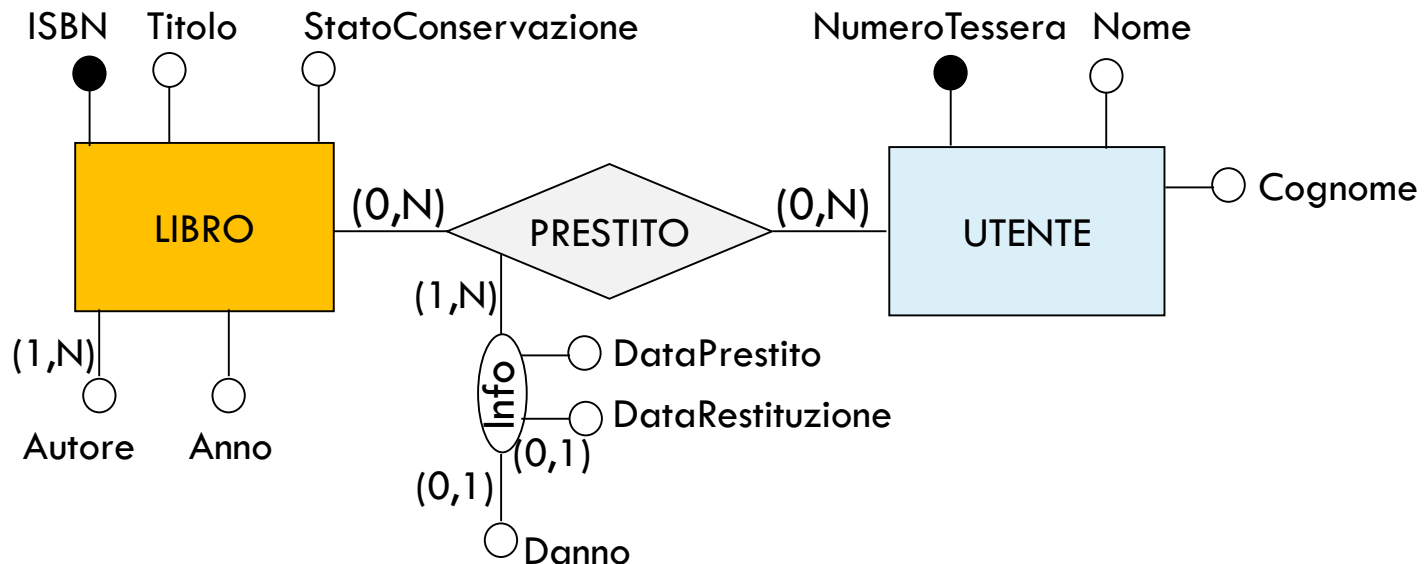 ISBN Titolo StatoConservazione NumeroTessera Nome
Cognome
(0,N) (0,N)
LIBRO PRESTITO UTENTE
(1,N)
(1,N)
DataPrestito
Info
DataRestituzione
Autore Anno
(0,1)
(0,1)
Danno